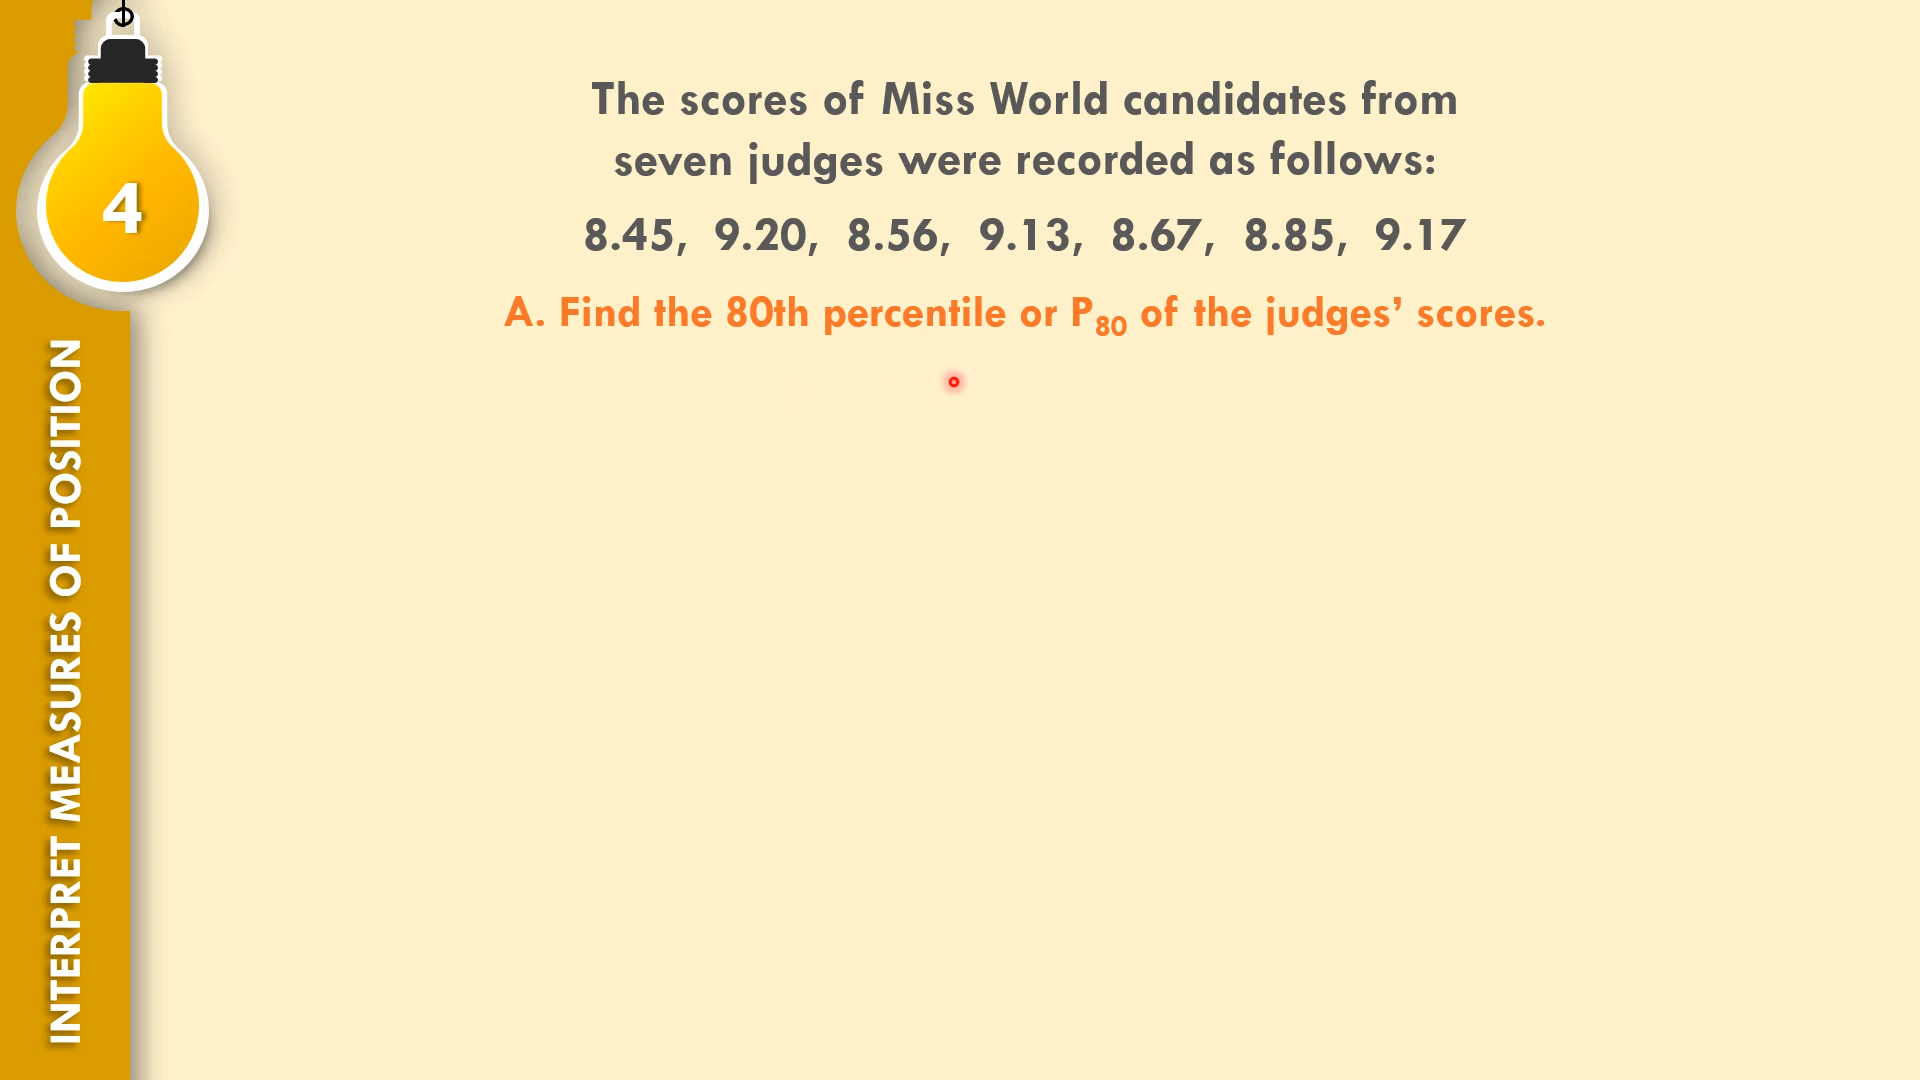 4
INTERPRET MEASURES OF POSITION
The scores of Miss World candidates from
seven judges were recorded as follows:
8.45, 9.20, 8.56, 9.13, 8.67, 8.85, 9.17
A. Find the 80th percentile or P80 of the judges’ scores.